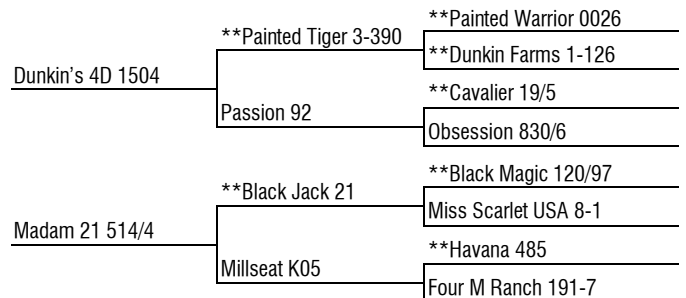 **Painted Warrior 0026
**Painted Tiger 3-390
**Dunkin Farms 1-126
Dunkin's 4D 1504
**Cavalier 19/5
Passion 92
Obsession 830/6
**Black Magic 120/97
**Black Jack 21
Miss Scarlet USA 8-1
Madam 21 514/4
**Havana 485
Millseat K05
Four M Ranch 191-7